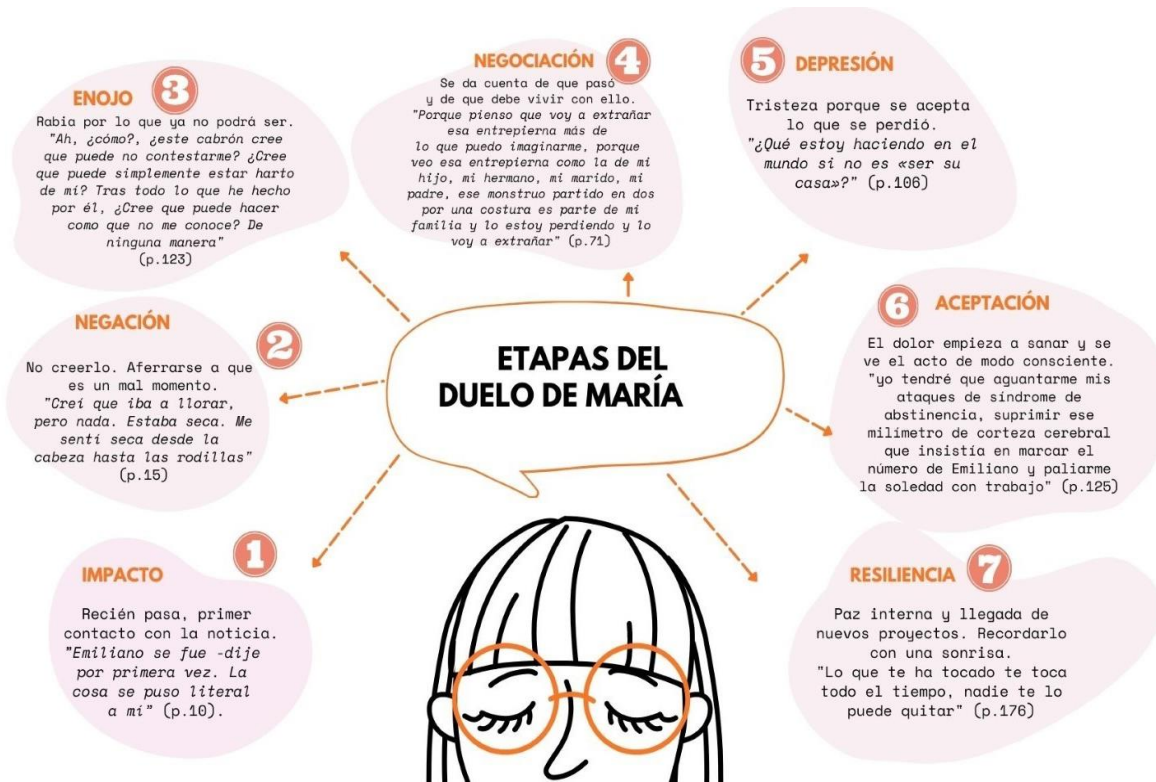 ETAPAS DEL
DUELO DE MARÍA
1
IMPACTO
Recién pasa, primer
contacto con la noticia.
"Emiliano se fue -dije
por primera vez. La
cosa se puso literal
a mí" (p.10).
2
NEGACIÓN
No creerlo. Aferrarse a que
es un mal momento.
"Creí que iba a llorar,
pero nada. Estaba seca. Me
sentí seca desde la
cabeza hasta las rodillas"
(p.15)
3
ENOJO
Rabia por lo que ya no podrá ser.
"Ah, ¿cómo?, ¿este cabrón cree
que puede no contestarme? ¿Cree
que puede simplemente estar harto
de mí? Tras todo lo que he hecho
por él, ¿Cree que puede hacer
como que no me conoce? De
ninguna manera"
(p.123)
4
NEGOCIACIÓN
Se da cuenta de que pasó
y de que debe vivir con ello.
"Porque pienso que voy a extrañar
esa entrepierna más de
lo que puedo imaginarme, porque
veo esa entrepierna como la de mi
hijo, mi hermano, mi marido, mi
padre, ese monstruo partido en dos
por una costura es parte de mi
familia y lo estoy perdiendo y lo
voy a extrañar" (p.71)
5
DEPRESIÓN
Tristeza porque se acepta
lo que se perdió.
"¿Qué estoy haciendo en el
mundo si no es «ser su
casa»?" (p.106)
6
ACEPTACIÓN
El dolor empieza a sanar y se
ve el acto de modo consciente.
"yo tendré que aguantarme mis
ataques de síndrome de
abstinencia, suprimir ese
milímetro de corteza cerebral
que insistía en marcar el
número de Emiliano y paliarme
la soledad con trabajo" (p.125)
7
RESILIENCIA
Paz interna y llegada de
nuevos proyectos. Recordarlo
con una sonrisa.
"Lo que te ha tocado te toca
todo el tiempo, nadie te lo
puede quitar" (p.176)